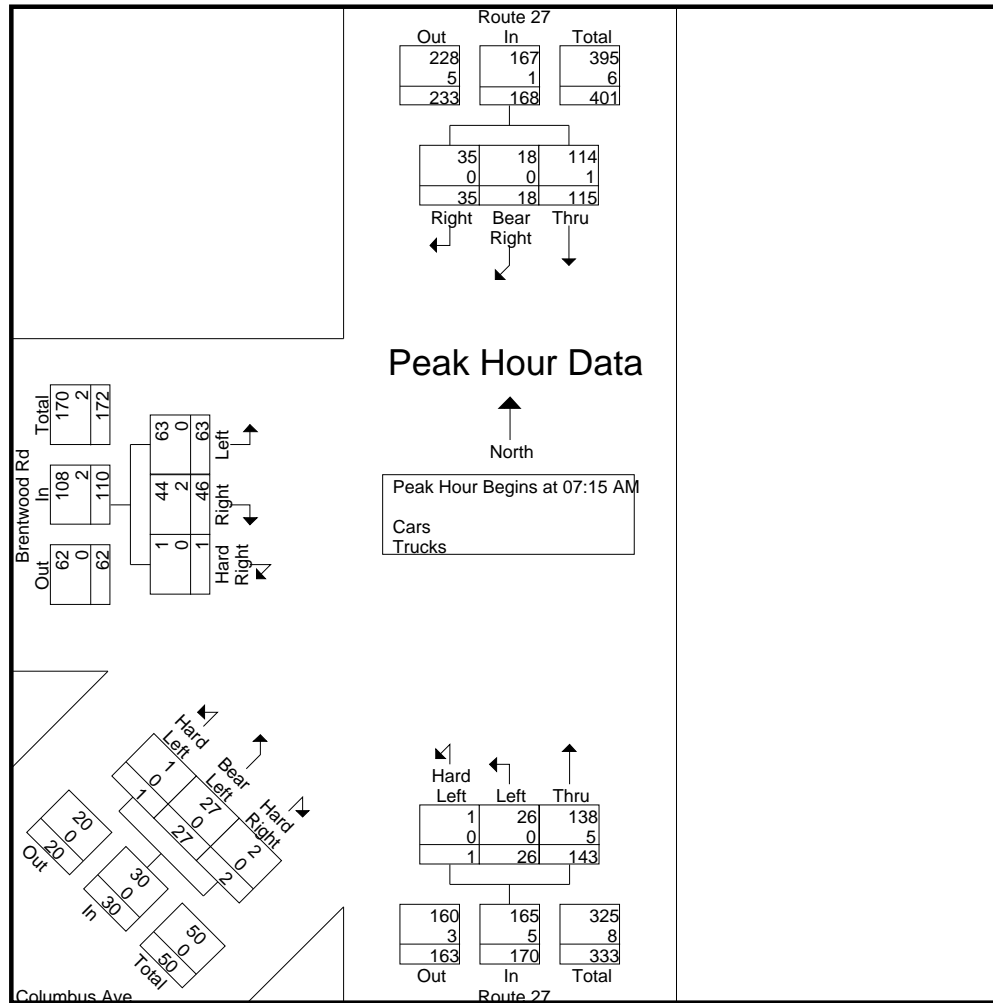 Route 27
Out In Total
228 167 395
5 1 6
233 168 401
35 18 114
0 0 1
35 18 115
Right Bear Right Thru
Peak Hour Data
North
Peak Hour Begins at 07:15 AM
Cars
Trucks
Brentwood Rd
Out In Total
62 108 170
0 2 2
62 110 172
1 44 63
0 2 0
1 46 63
Hard Right Right Left
Hard Left Bear Left Hard Right
1 27 2
0 0 0
1 27 2
20 30 50
0 0 0
20 30 50
Out In Total
Columbus Ave
Hard Left Left Thru
1 26 138
0 0 5
1 26 143
160 165 325
3 5 8
163 170 333
Out In Total
Route 27